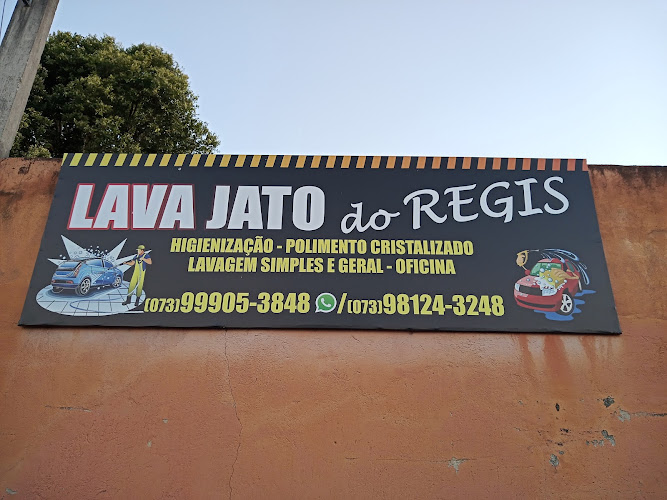 LAVA JATO do REGIS
HIGIENIZAÇÃO - POLIMENTO CRISTALIZADO
LAVAGEM SIMPLES E GERAL - OFICINA
(073)99905-3848 /(073)98124-3248